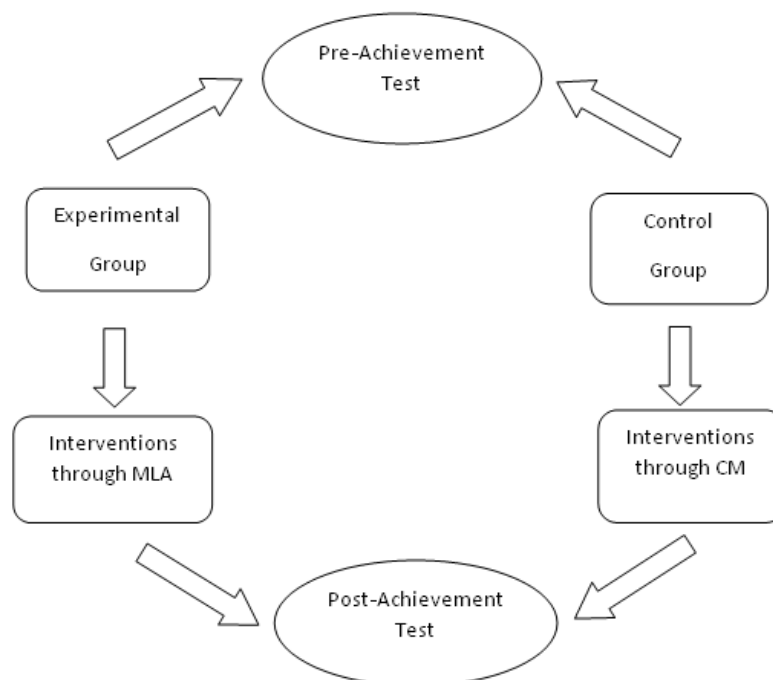 Pre-Achievement
Test
Experimental
Group
Control
Group
Interventions
through MLA
Interventions
through CM
Post-Achievement
Test